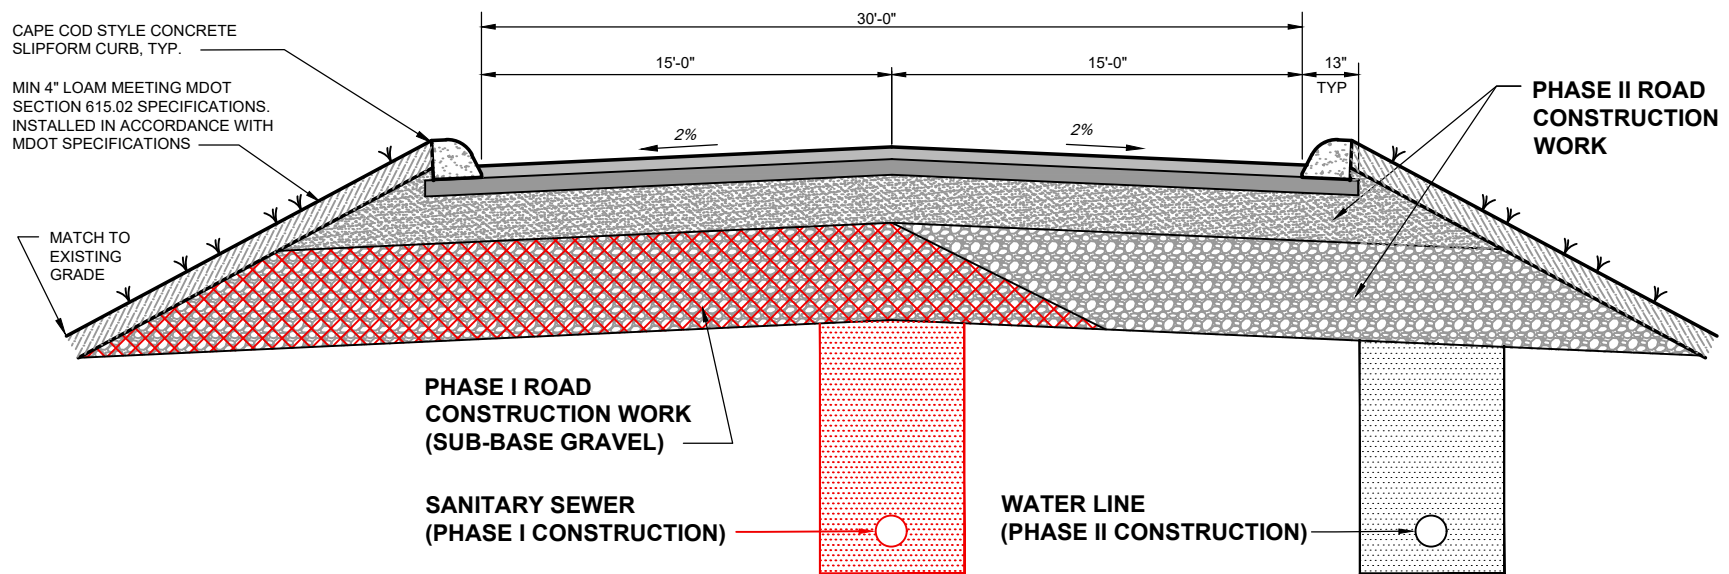 CAPE COD STYLE CONCRETE
SLIPFORM CURB, TYP.
MIN 4" LOAM MEETING MDOT
SECTION 615.02 SPECIFICATIONS.
INSTALLED IN ACCORDANCE WITH
MDOT SPECIFICATIONS
MATCH TO
EXISTING
GRADE
30'-0"
15'-0"
15'-0"
13"
TYP
2%
2%
PHASE II ROAD
CONSTRUCTION
WORK
PHASE I ROAD
CONSTRUCTION WORK
(SUB-BASE GRAVEL)
SANITARY SEWER
(PHASE I CONSTRUCTION)
WATER LINE
(PHASE II CONSTRUCTION)